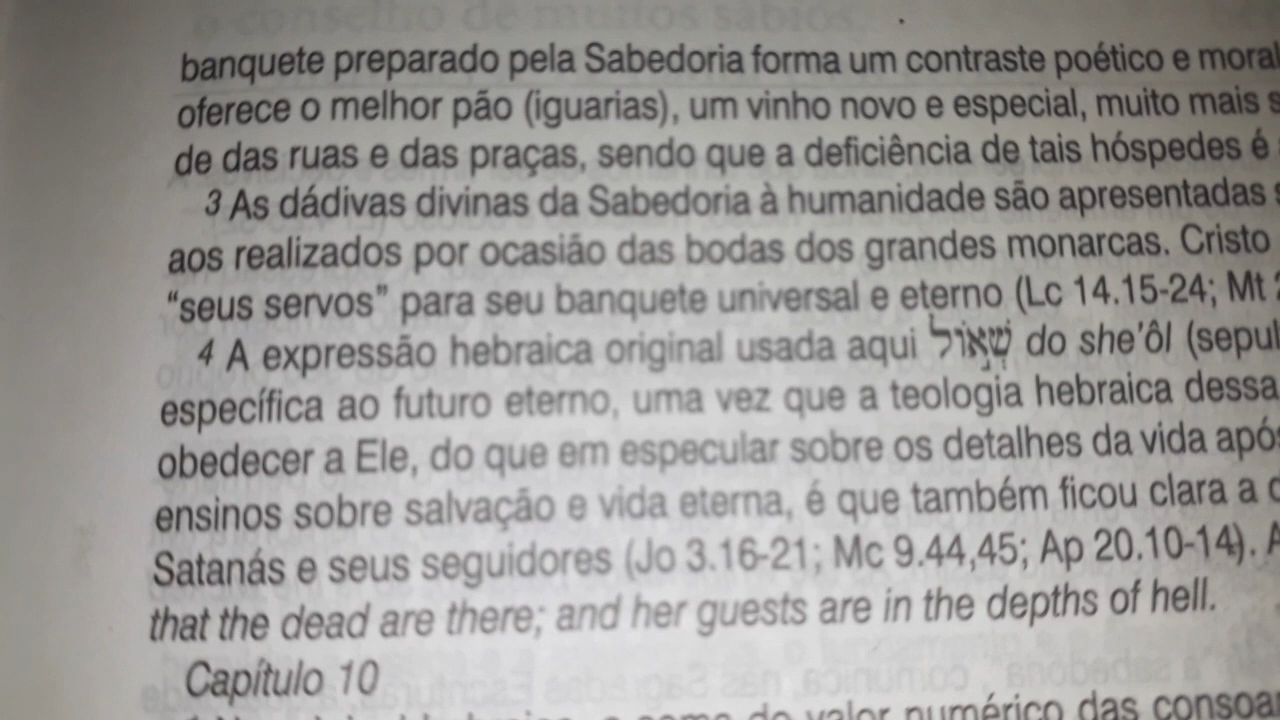 banquete preparado pela Sabedoria forma um contraste poético e moral
oferece o melhor pão (iguarias), um vinho novo e especial, muito mais s
de das ruas e das praças, sendo que a deficiência de tais hóspedes é
3 As dádivas divinas da Sabedoria à humanidade são apresentadas s
aos realizados por ocasião das bodas dos grandes monarcas. Cristo
“seus servos” para seu banquete universal e eterno (Lc 14.15-24; Mt 2
4 A expressão hebraica original usada aqui שְׁאָוֹל do she’ôl (sepul
específica ao futuro eterno, uma vez que a teologia hebraica dessa
obedecer a Ele, do que em especular sobre os detalhes da vida após
ensinos sobre salvação e vida eterna, é que também ficou clara a c
Satanás e seus seguidores (Jo 3.16-21; Mc 9.44,45; Ap 20.10-14). A
that the dead are there; and her guests are in the depths of hell.
Capítulo 10
valor numérico das consoa